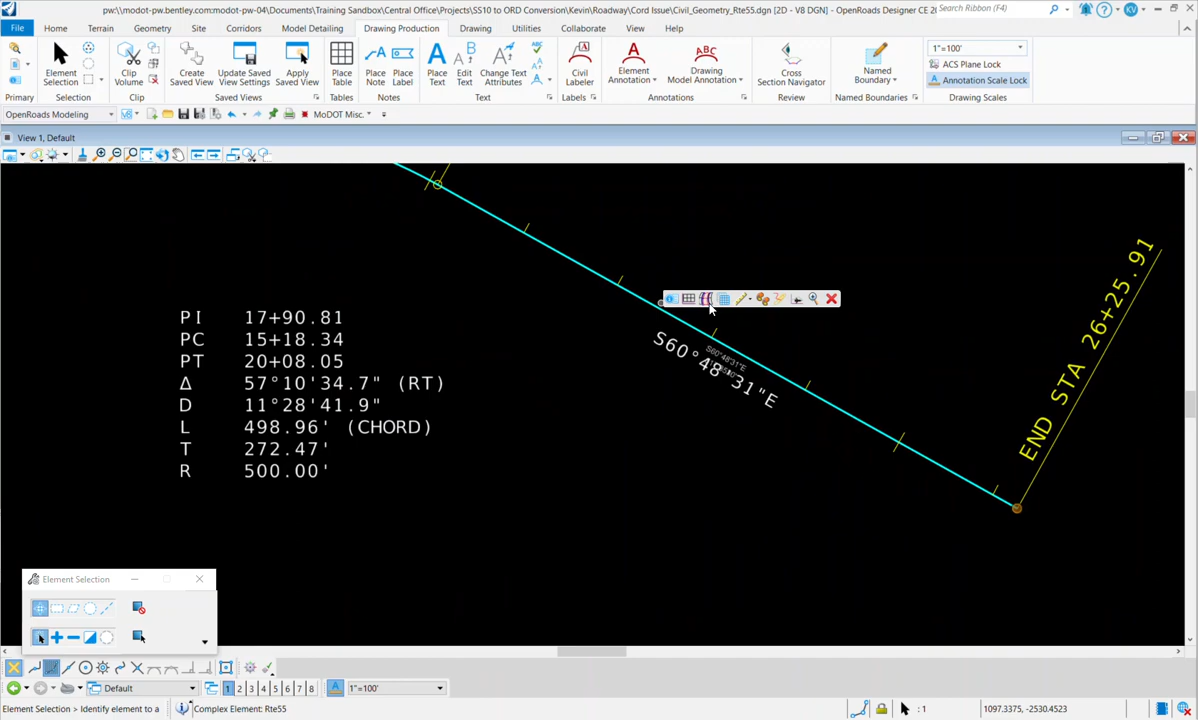 pw:\\modot-pw.bentley.com:modot-pw-04\Documents\Training Sandbox\Central Office\Projects\SS10 to ORD Conversion\Kevin\Roadway\Cord Issue\Civil_Geometry_Rte55.dgn [2D - V8 DGN] - OpenRoads Designer CE 2
Search Ribbon (F4)
KV
File Home Terrain Geometry Site Corridors Model Detailing Drawing Production Drawing Utilities Collaborate View Help
Element Selection
Clip Volume
Create Saved View
Update Saved View Settings
Apply Saved View
Place Table
Place Note
Place Label
Place Text
Edit Text
Change Text Attributes
Civil Labeler
Element Annotation
Drawing Model Annotation
Cross Section Navigator
Named Boundary
1"=100'
ACS Plane Lock
Annotation Scale Lock
Primary Selection Clip Saved Views Tables Notes Text Labels Annotations Review Named Boundaries Drawing Scales
OpenRoads Modeling
MoDOT Misc.
View 1, Default
PI 17+90.81
PC 15+18.34
PT 20+08.05
Δ 57°10'34.7" (RT)
D 11°28'41.9"
L 498.96' (CHORD)
T 272.47'
R 500.00'
S60°48'31"E
S60°48'31"E
END STA 26+25.91
Element Selection
Default
1 2 3 4 5 6 7 8
1"=100'
Element Selection > Identify element to a
Complex Element: Rte55
: 1
1097.3375, -2530.4523